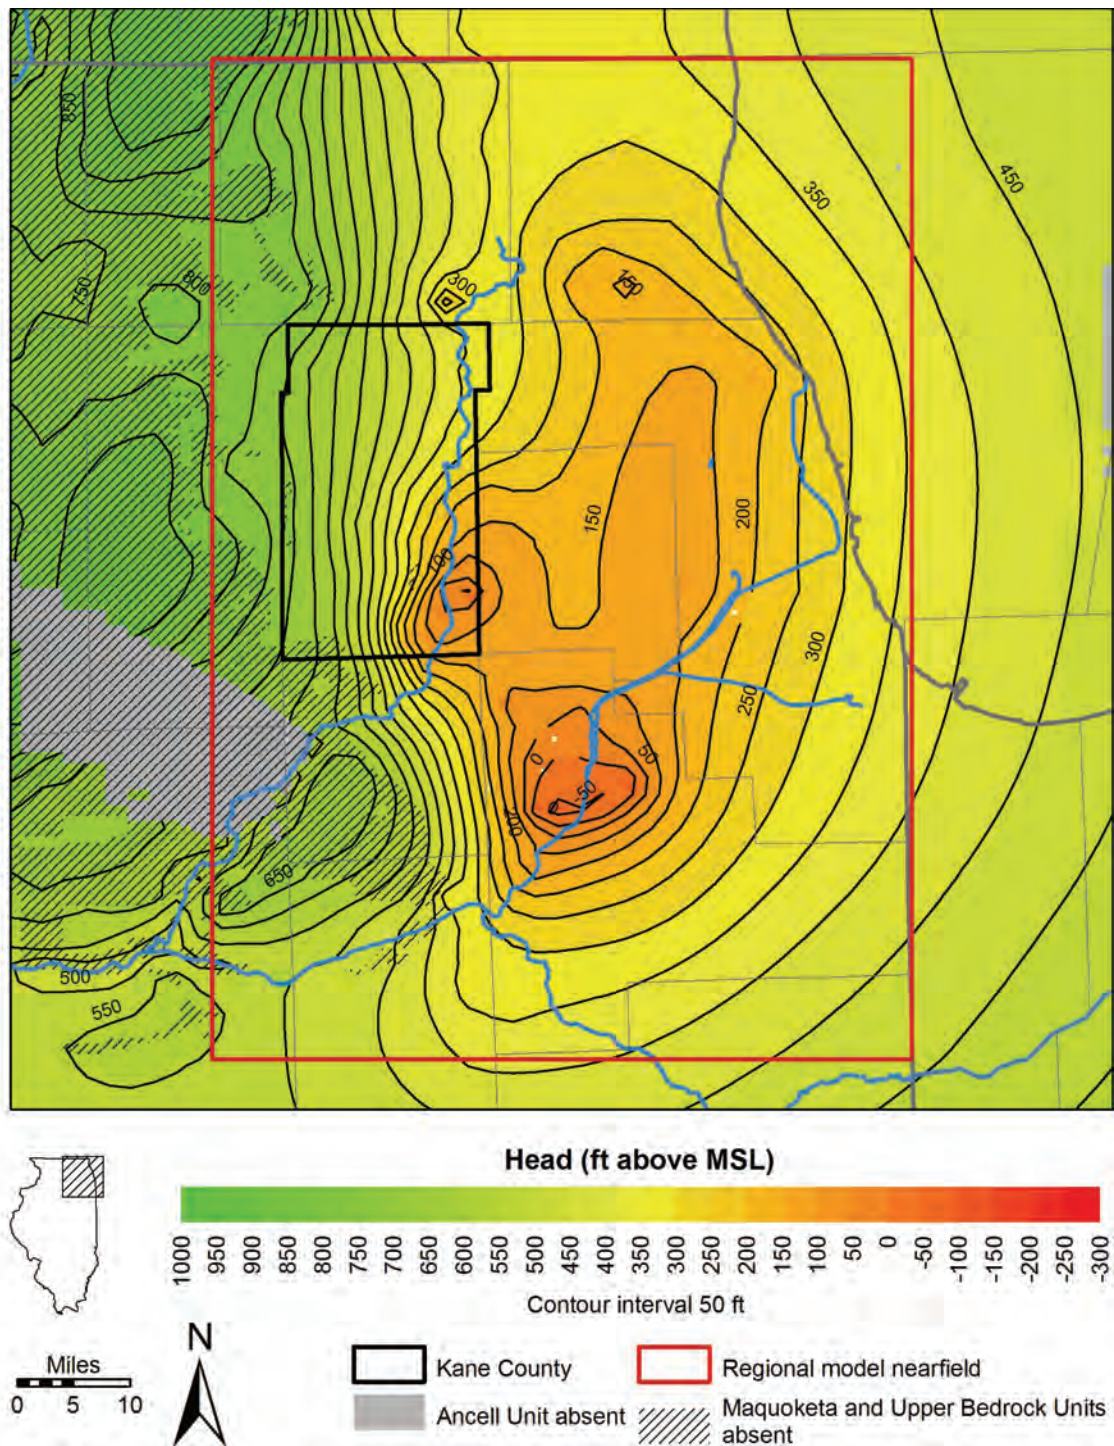 850
450
350
750
800
300
150
150
200
100
300
250
50
0
-50
200
0
650
500
550
Head (ft above MSL)
1000 950 900 850 800 750 700 650 600 550 500 450 400 350 300 250 200 150 100 50 0 -50 -100 -150 -200 -250 -300
Contour interval 50 ft
N
Miles
0 5 10
Kane County
Regional model nearfield
Ancell Unit absent
Maquoketa and Upper Bedrock Units
absent